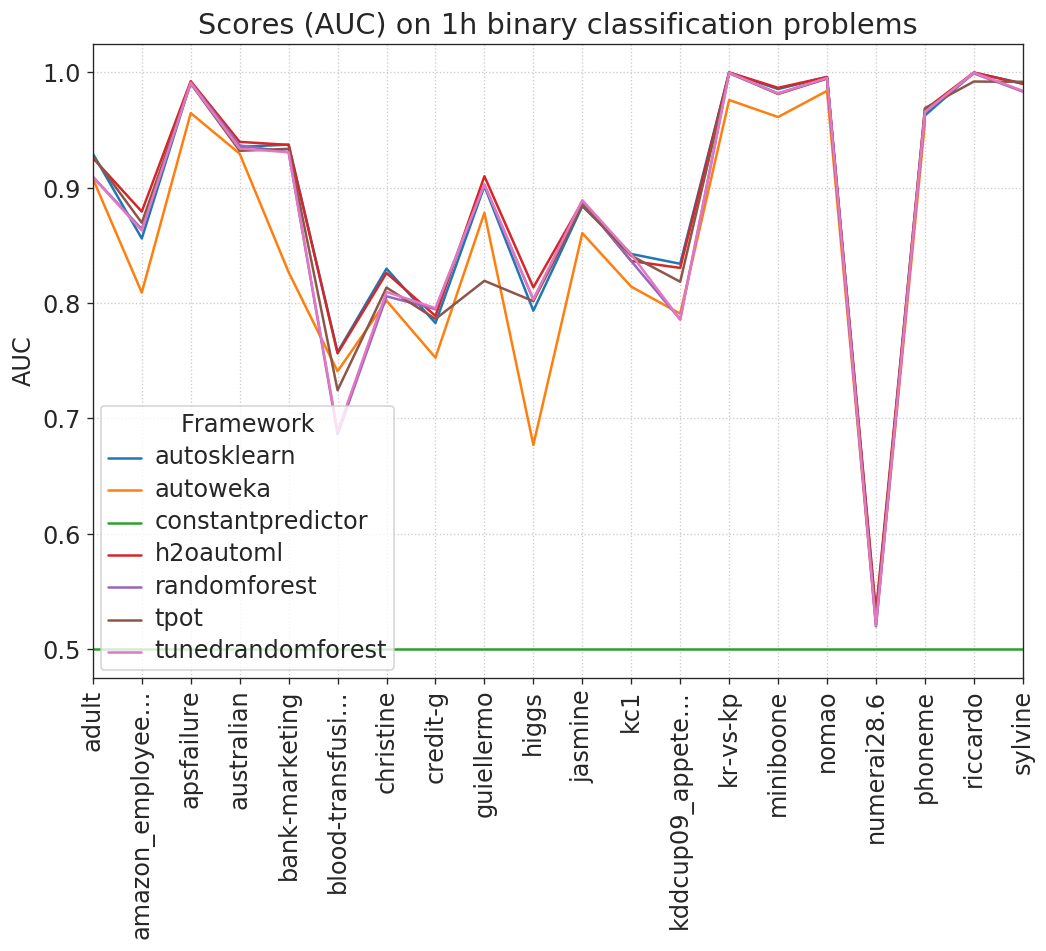 Scores (AUC) on 1h binary classification problems
AUC
1.0
0.9
0.8
0.7
0.6
0.5
Framework
autosklearn
autoweka
constantpredictor
h2oautoml
randomforest
tpot
tunedrandomforest
adult
amazon_employee...
apsfailure
australian
bank-marketing
blood-transfusi...
christine
credit-g
guiellermo
higgs
jasmine
kc1
kddcup09_appete...
kr-vs-kp
miniboone
nomao
numerai28.6
phoneme
riccardo
sylvine